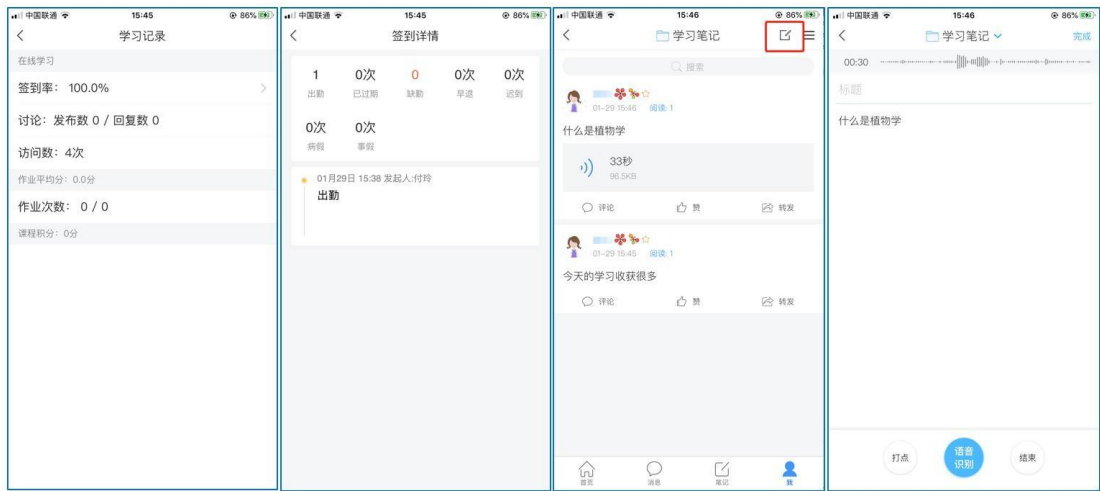 中国联通 15:45 86%
学习记录
在线学习
签到率： 100.0%
讨论：发布数 0 / 回复数 0
访问数：4次
作业平均分：0.0分
作业次数： 0 / 0
课程积分：0分
中国联通 15:45 86%
签到详情
1 0次 0 0次 0次
出勤 已过期 缺勤 早退 迟到
0次 0次
病假 事假
01月29日 15:38 发起人:付玲
出勤
中国联通 15:46 86%
学习笔记
搜索
01-29 15:46 阅读: 1
什么是植物学
33秒
96.5KB
评论 赞 转发
01-29 15:45 阅读: 1
今天的学习收获很多
评论 赞 转发
首页 消息 笔记 我
中国联通 15:46 86%
学习笔记 完成
00:30
标题
什么是植物学
打点 语音 结束
识别